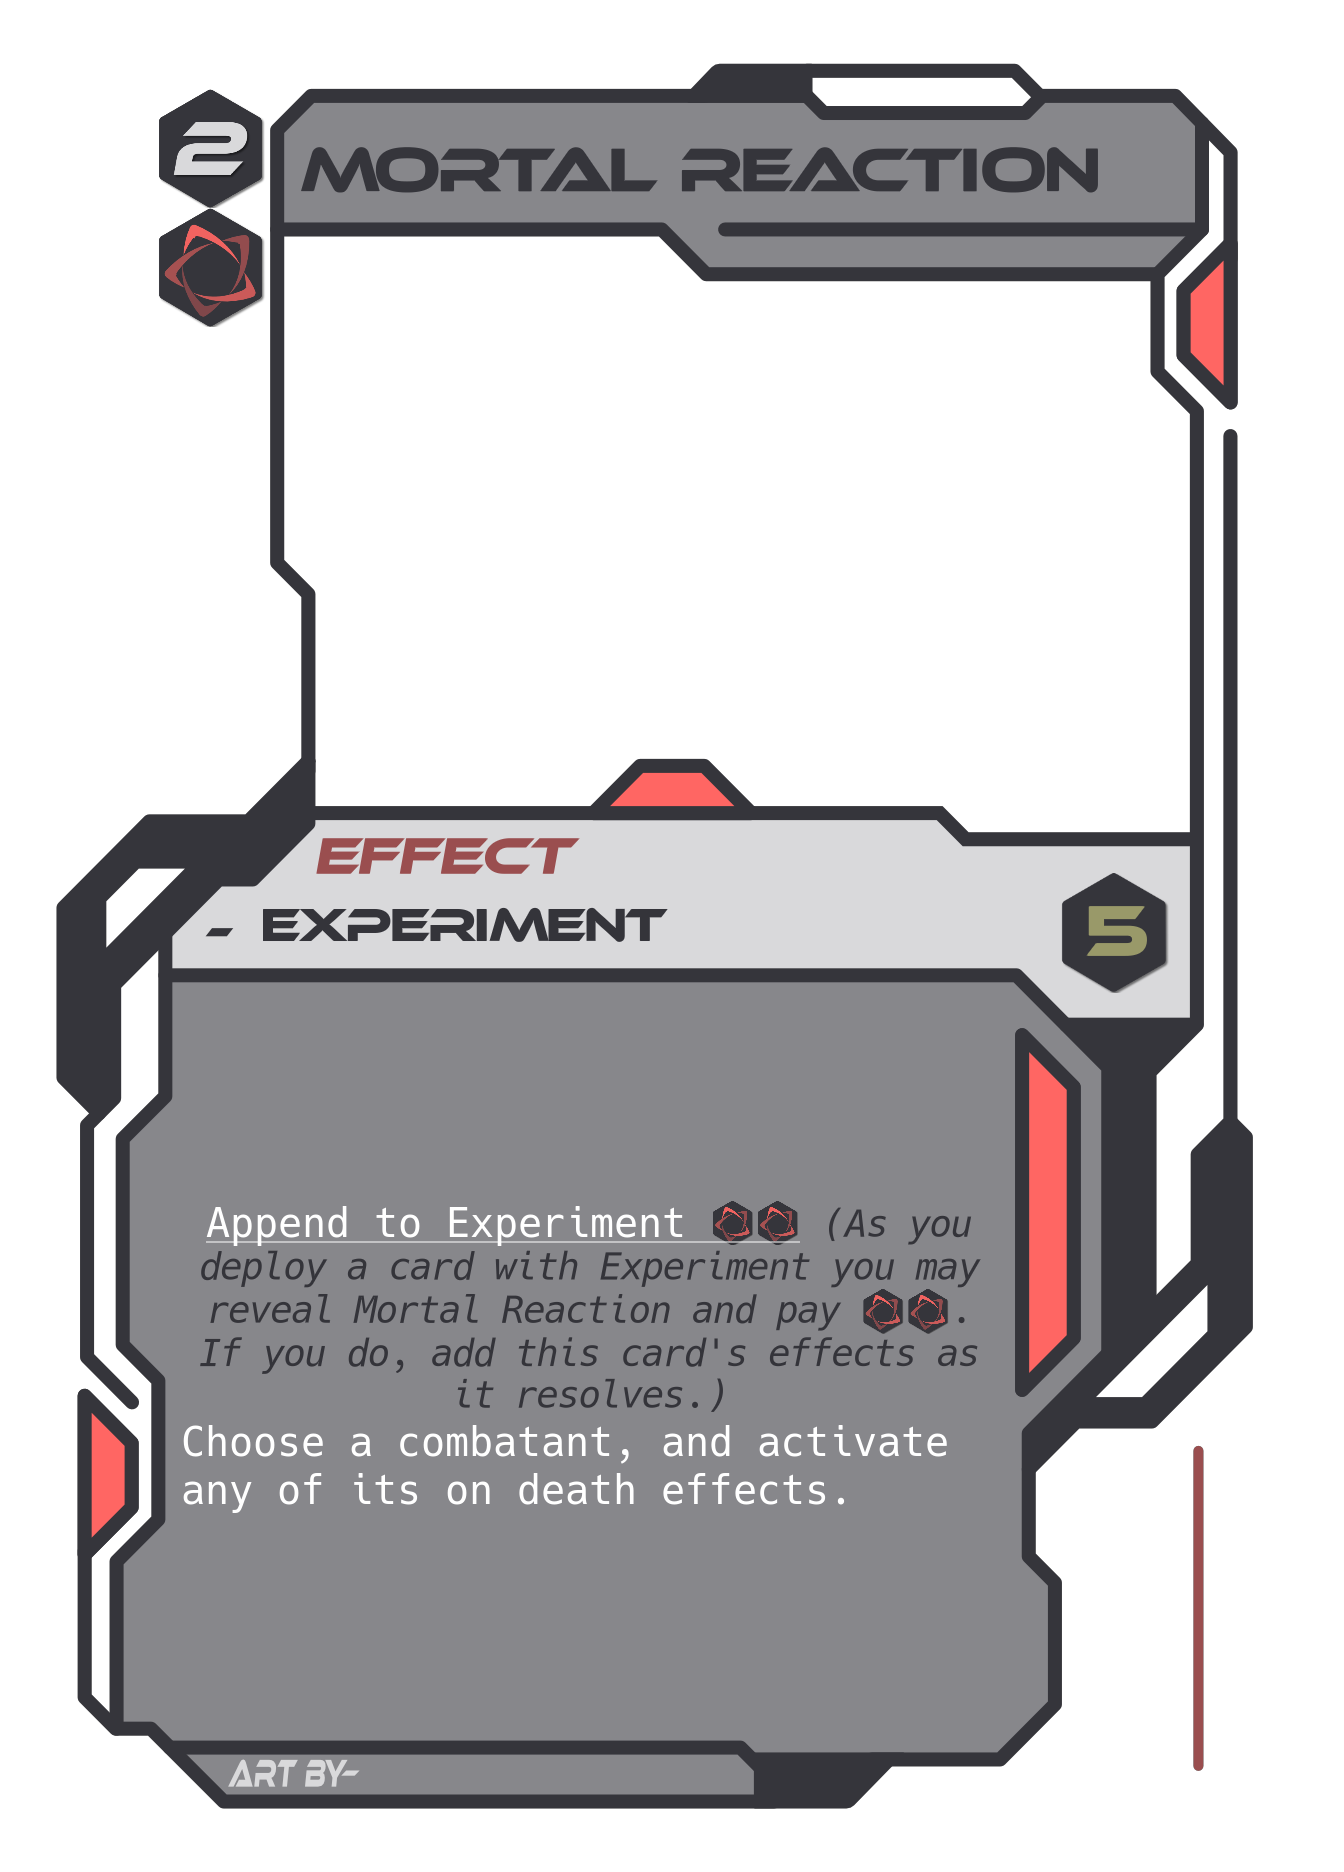 2
MORTAL REACTION
EFFECT
- EXPERIMENT
5
Append to Experiment (As you
deploy a card with Experiment you may
reveal Mortal Reaction and pay .
If you do, add this card's effects as
it resolves.)
Choose a combatant, and activate
any of its on death effects.
ART BY-